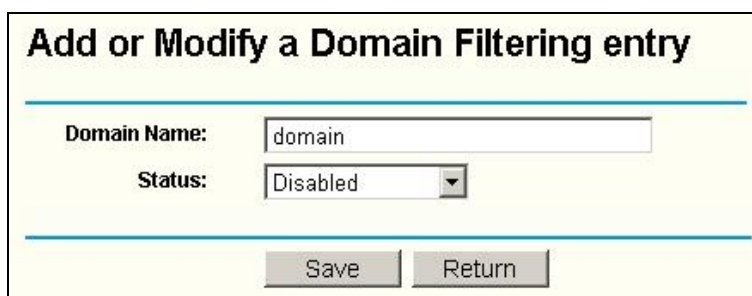 Add or Modify a Domain Filtering entry
Domain Name: domain
Status: Disabled
Save Return